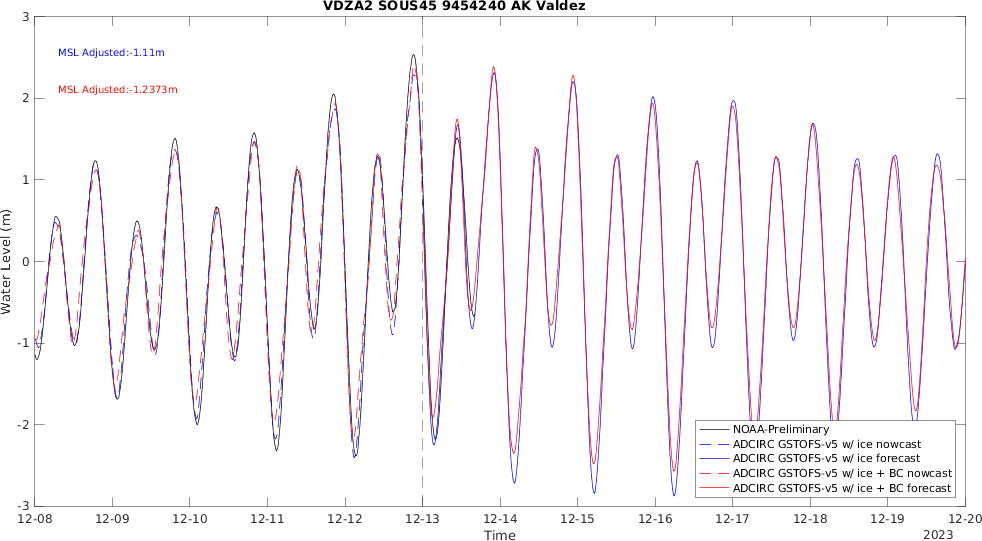 VDZA2 SOUS45 9454240 AK Valdez
MSL Adjusted:-1.11m
MSL Adjusted:-1.2373m
Water Level (m)
3
2
1
0
-1
-2
-3
NOAA-Preliminary
ADCIRC GSTOFS-v5 w/ ice nowcast
ADCIRC GSTOFS-v5 w/ ice forecast
ADCIRC GSTOFS-v5 w/ ice + BC nowcast
ADCIRC GSTOFS-v5 w/ ice + BC forecast
12-08 12-09 12-10 12-11 12-12 12-13 12-14 12-15 12-16 12-17 12-18 12-19 12-20
Time
2023